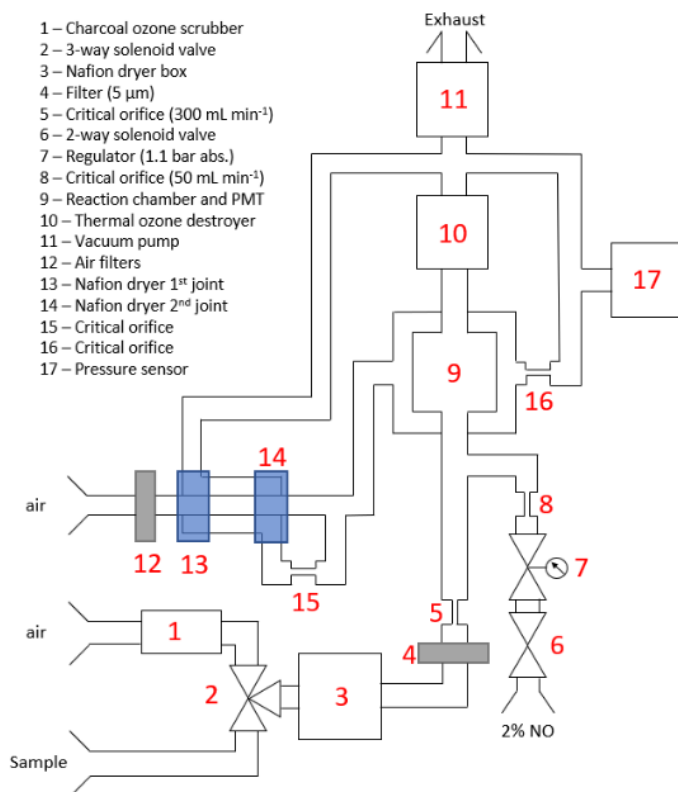 Exhaust
1 – Charcoal ozone scrubber
2 – 3-way solenoid valve
3 – Nafion dryer box
4 – Filter (5 µm)
5 – Critical orifice (300 mL min⁻¹)
6 – 2-way solenoid valve
7 – Regulator (1.1 bar abs.)
8 – Critical orifice (50 mL min⁻¹)
9 – Reaction chamber and PMT
10 – Thermal ozone destroyer
11 – Vacuum pump
12 – Air filters
13 – Nafion dryer 1ˢᵗ joint
14 – Nafion dryer 2ⁿᵈ joint
15 – Critical orifice
16 – Critical orifice
17 – Pressure sensor
11
10
17
9
16
14
air
8
12
13
7
15
5
air
1
6
4
2
3
2% NO
Sample